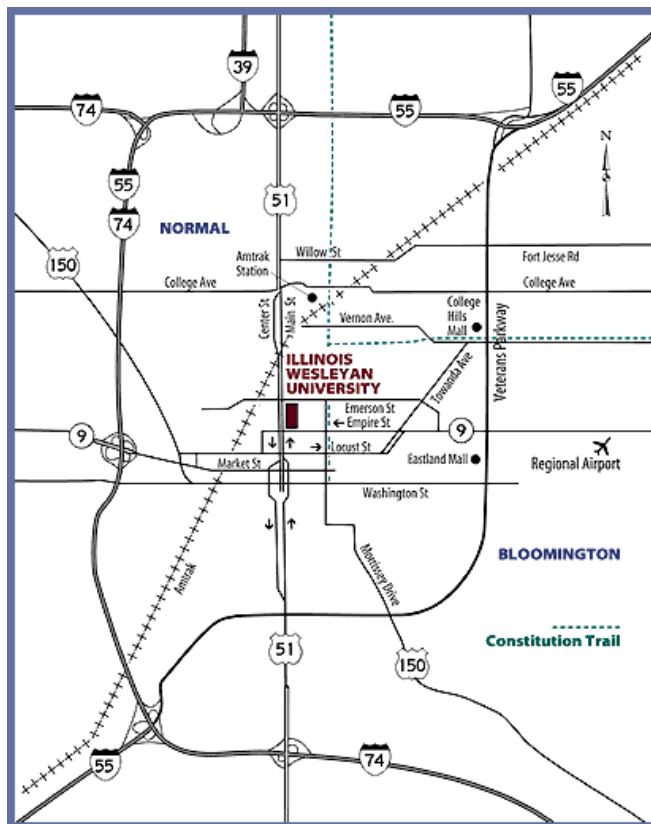 39
55
74
55
55
74
51
N
NORMAL
150
Willow St
Fort Jesse Rd
Amtrak
Station
College Ave
College Ave
Center St
Main St
Vernon Ave.
College
Hills
Mall
Veterans Parkway
Towanda Ave
ILLINOIS
WESLEYAN
UNIVERSITY
Emerson St
← Empire St
9
9
→ Locust St
Market St
Eastland Mall
Regional Airport
Washington St
Amtrak
Morrissey Drive
BLOOMINGTON
Constitution Trail
51
150
55
74